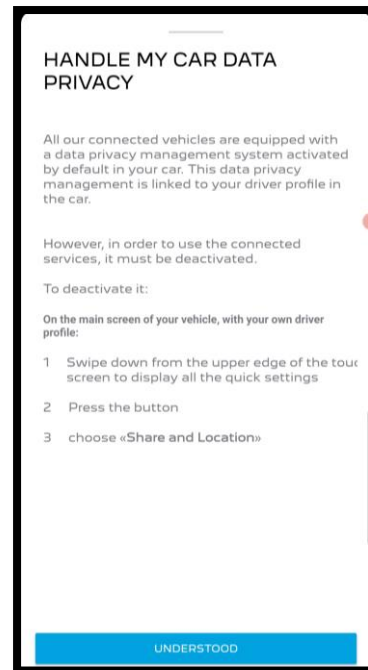 HANDLE MY CAR DATA
PRIVACY
All our connected vehicles are equipped with
a data privacy management system activated
by default in your car. This data privacy
management is linked to your driver profile in
the car.
However, in order to use the connected
services, it must be deactivated.
To deactivate it:
On the main screen of your vehicle, with your own driver
profile:
1 Swipe down from the upper edge of the touc
screen to display all the quick settings
2 Press the button
3 choose «Share and Location»
UNDERSTOOD